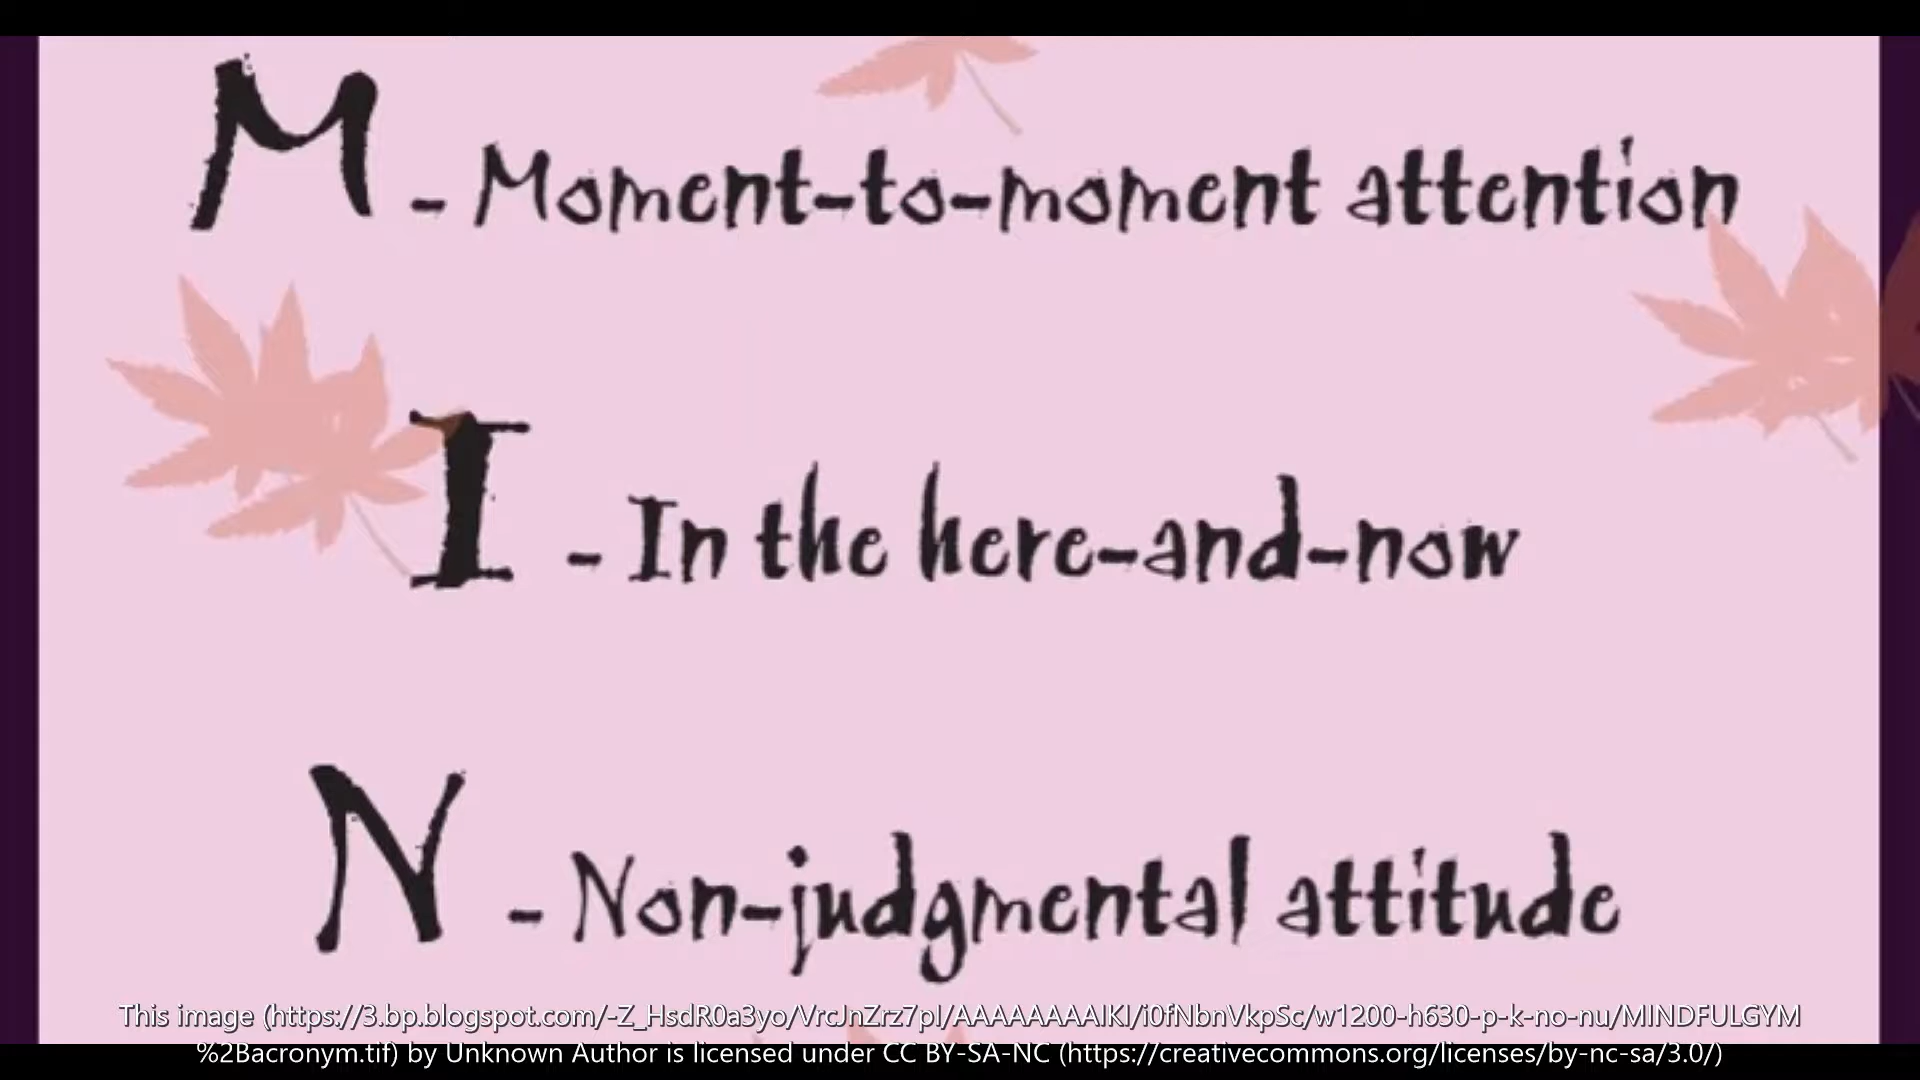 M - Moment-to-moment attention
I - In the here-and-now
N - Non-judgmental attitude
This image (https://3.bp.blogspot.com/-Z_HsdR0a3yo/VrcJnZrz7pI/AAAAAAAAIKI/i0fNbnVkpSc/w1200-h630-p-k-no-nu/MINDFULGYM
%2Bacronym.tif) by Unknown Author is licensed under CC BY-SA-NC (https://creativecommons.org/licenses/by-nc-sa/3.0/)